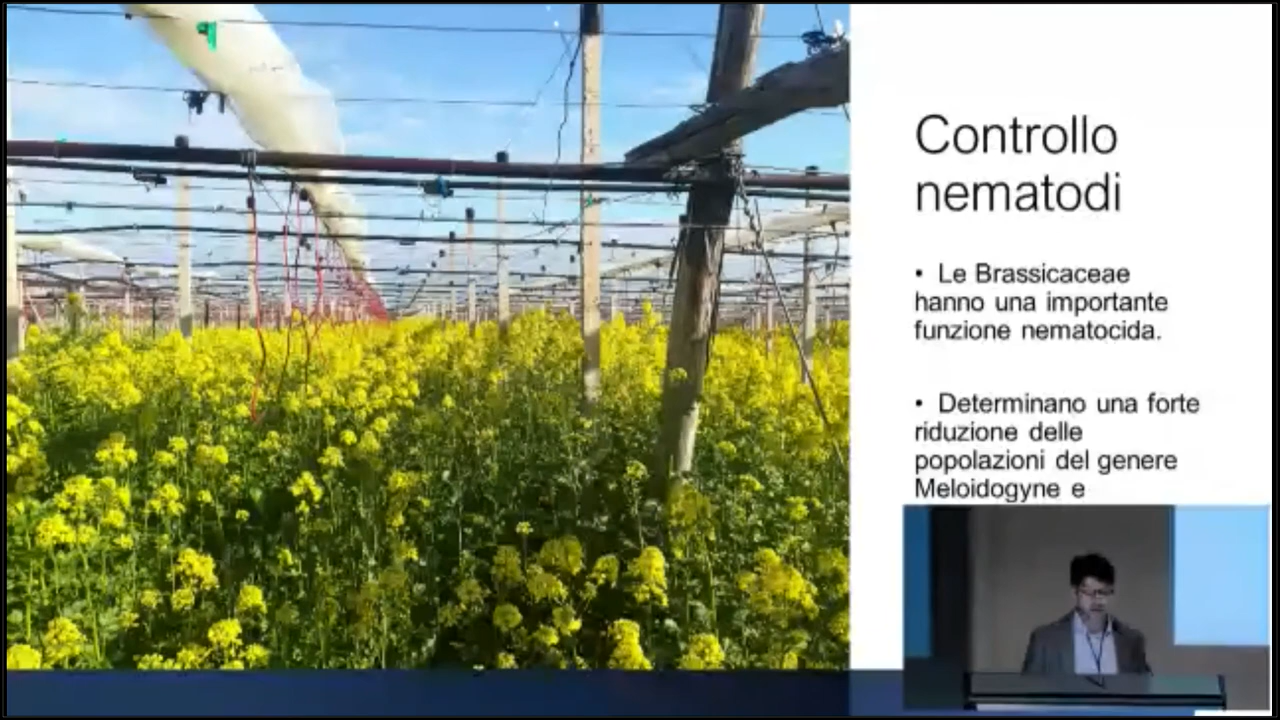 Controllo
nematodi
• Le Brassicaceae
hanno una importante
funzione nematocida.
• Determinano una forte
riduzione delle
popolazioni del genere
Meloidogyne e